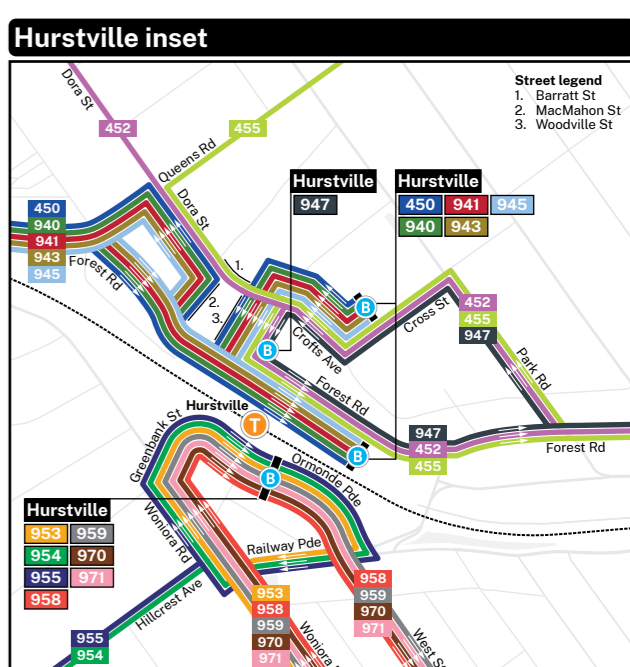 Hurstville inset
Street legend
1. Barratt St
2. MacMahon St
3. Woodville St
Dora St
452
455
Queens Rd
Dora St
Hurstville
947
Hurstville
450 941 945
940 943
450
940
941
943
945
Forest Rd
1.
2.
3.
B
B
Crofts Ave
Cross St
452
455
947
Park Rd
Forest Rd
Hurstville
T
B
947
452
455
Forest Rd
Greenbank St
B
Ormonde Pde
Woniora Rd
Railway Pde
Hurstville
953 959
954 970
955 971
958
Hillcrest Ave
955
954
953
958
959
970
971
Woniora
958
959
970
971
West St